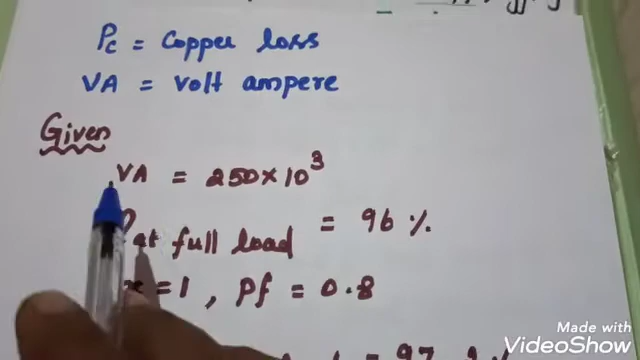 Pc = Copper loss
VA = Volt ampere
Given
VA = 250×10³
at full load = 96 %
x = 1 , Pf = 0.8
Made with
VideoShow